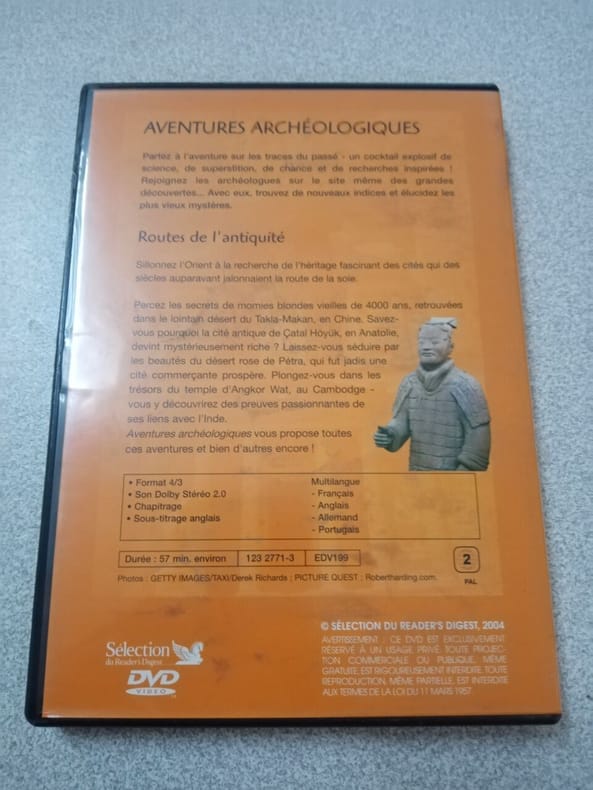 AVENTURES ARCHÉOLOGIQUES
Partez à l'aventure sur les traces du passé - un cocktail explosif de
science, de superstition, de chance et de recherches inspirées !
Rejoignez les archéologues sur le site même des grandes
découvertes... Avec eux, trouvez de nouveaux indices et élucidez les
plus vieux mystères.
Routes de l'antiquité
Sillonnez l'Orient à la recherche de l'héritage fascinant des cités qui des
siècles auparavant jalonnaient la route de la soie.
Percez les secrets de momies blondes vieilles de 4000 ans, retrouvées
dans le lointain désert du Takla-Makan, en Chine. Savez-
vous pourquoi la cité antique de Çatal Höyük, en Anatolie,
devint mystérieusement riche ? Laissez-vous séduire par
les beautés du désert rose de Pétra, qui fut jadis une
cité commerçante prospère. Plongez-vous dans les
trésors du temple d'Angkor Wat, au Cambodge -
vous y découvrirez des preuves passionnantes de
ses liens avec l'Inde.
Aventures archéologiques vous propose toutes
ces aventures et bien d'autres encore !
• Format 4/3
• Son Dolby Stéréo 2.0
• Chapitrage
• Sous-titrage anglais
Multilangue
- Français
- Anglais
- Allemand
- Portugais
Durée : 57 min. environ 123 2771-3 EDV199
2
PAL
Photos : GETTY IMAGES/TAXI/Derek Richards ; PICTURE QUEST : Robertharding.com.
© SÉLECTION DU READER'S DIGEST, 2004
AVERTISSEMENT : CE DVD EST EXCLUSIVEMENT
RÉSERVÉ À UN USAGE PRIVÉ. TOUTE PROJEC-
TION COMMERCIALE OU PUBLIQUE, MÊME
GRATUITE, EST RIGOUREUSEMENT INTERDITE. TOUTE
REPRODUCTION, MÊME PARTIELLE, EST INTERDITE
AUX TERMES DE LA LOI DU 11 MARS 1957
Sélection
du Reader's Digest
DVD
VIDEO